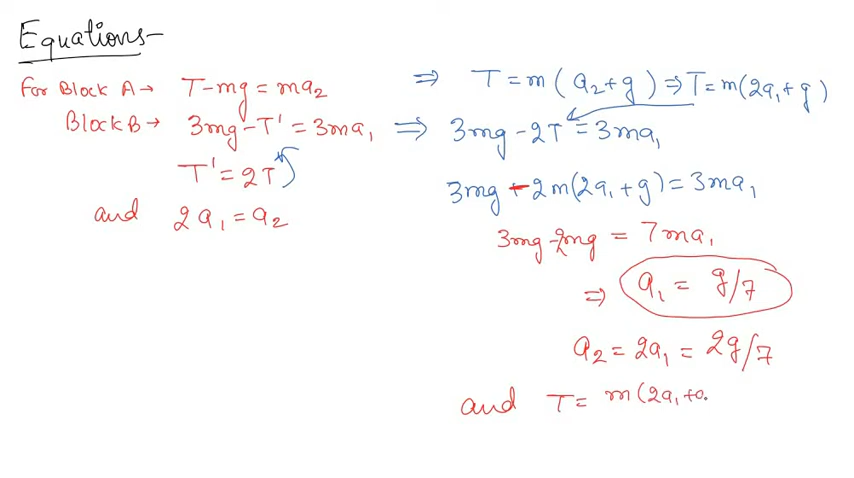 Equations-
For Block A→ T-mg = ma₂ ⇒ T = m(a₂+g) ⇒ T = m(2a₁+g)
Block B→ 3mg-T' = 3ma₁ ⇒ 3mg-2T = 3ma₁
T' = 2T 3mg-2m(2a₁+g) = 3ma₁
and 2a₁ = a₂
3mg-2mg = 7ma₁
⇒ a₁ = g/7
a₂ = 2a₁ = 2g/7
and T = m(2a₁+